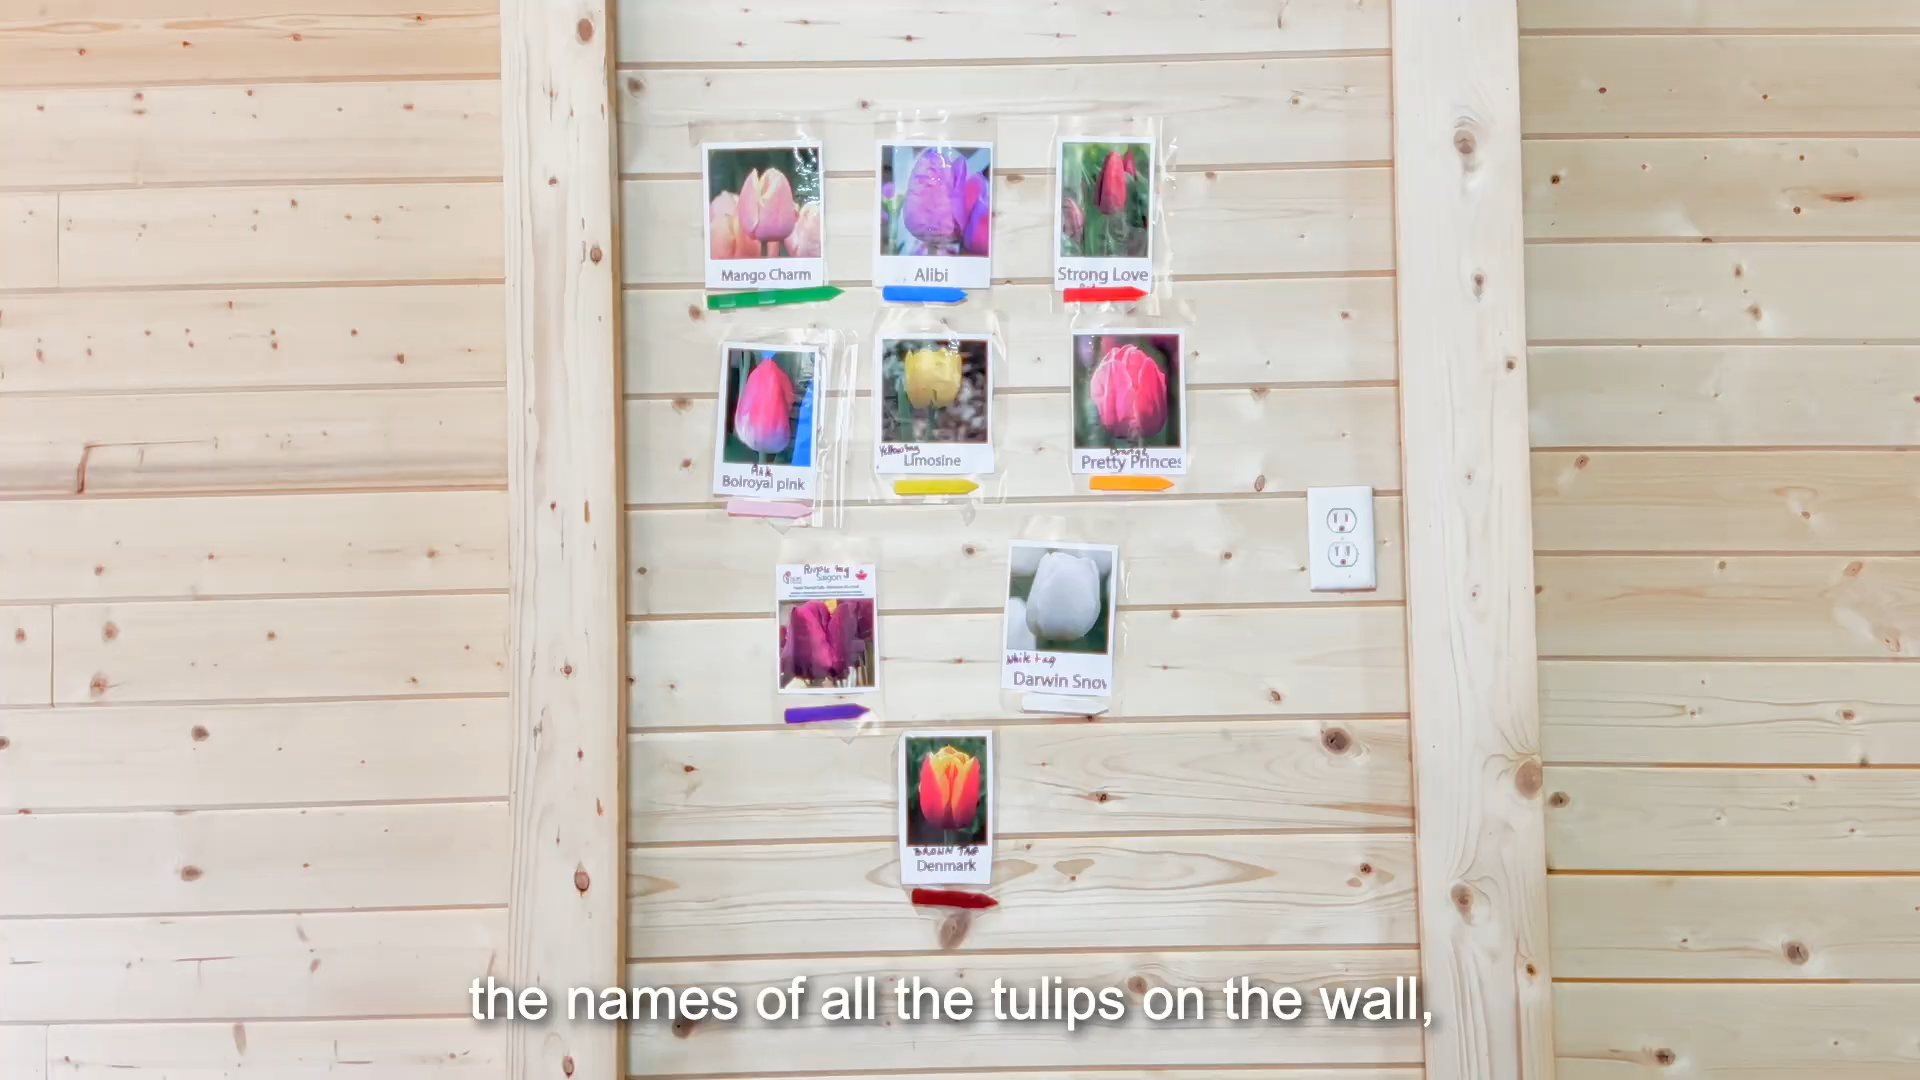 Mango Charm
Alibi
Strong Love
Pink
Bolroyal pink
Yellow tag
Limosine
Orange
Pretty Princes
Purple tag
Saigon
White tag
Darwin Snow
BROWN TAG
Denmark
the names of all the tulips on the wall,